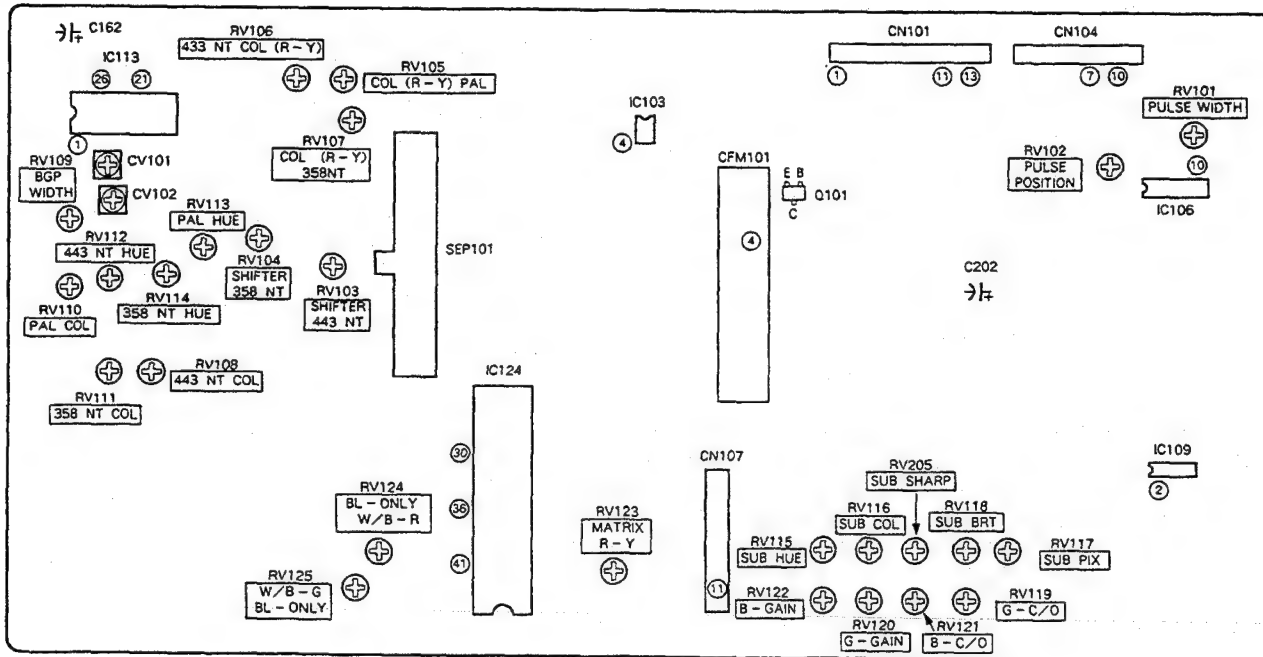 C162
RV106
433 NT COL (R-Y)
IC113
26 21
RV105
COL (R-Y) PAL
1
RV107
COL (R-Y)
358NT
RV109
BGP
WIDTH
CV101
CV102
RV113
PAL HUE
RV112
443 NT HUE
RV104
SHIFTER
358 NT
RV103
SHIFTER
443 NT
RV114
358 NT HUE
RV110
PAL COL
SEP101
RV108
443 NT COL
RV111
358 NT COL
IC124
30
36
41
RV124
BL-ONLY
W/B-R
RV125
W/B-G
BL-ONLY
IC103
4
CFM101
4
E B
C
Q101
CN101
1 11 13
CN104
7 10
RV101
PULSE WIDTH
RV102
PULSE
POSITION
10
IC106
C202
IC109
2
RV123
MATRIX
R-Y
CN107
11
RV205
SUB SHARP
RV116
SUB COL
RV118
SUB BRT
RV115
SUB HUE
RV117
SUB PIX
RV122
B-GAIN
RV119
G-C/O
RV120
G-GAIN
RV121
B-C/O